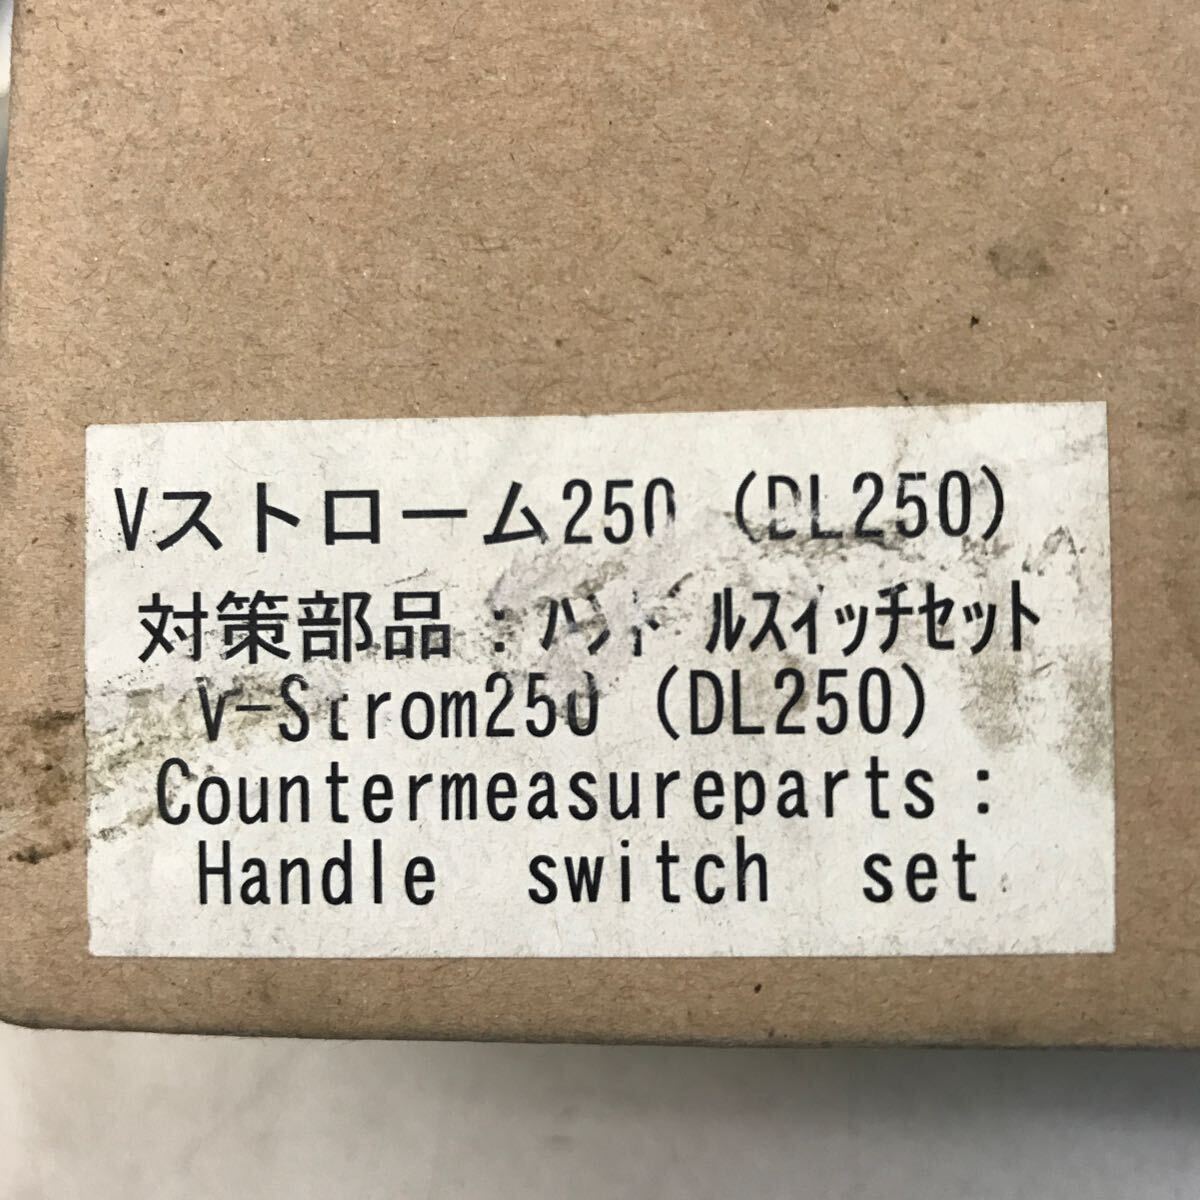 Vストローム250 (DL250)
対策部品:ﾊﾝﾄﾞﾙｽｲｯﾁｾｯﾄ
V-Strom250 (DL250)
Countermeasureparts:
Handle switch set